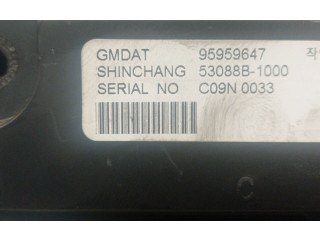 GMDAT 95959647
SHINCHANG 53088B-1000
SERIAL NO C09N 0033